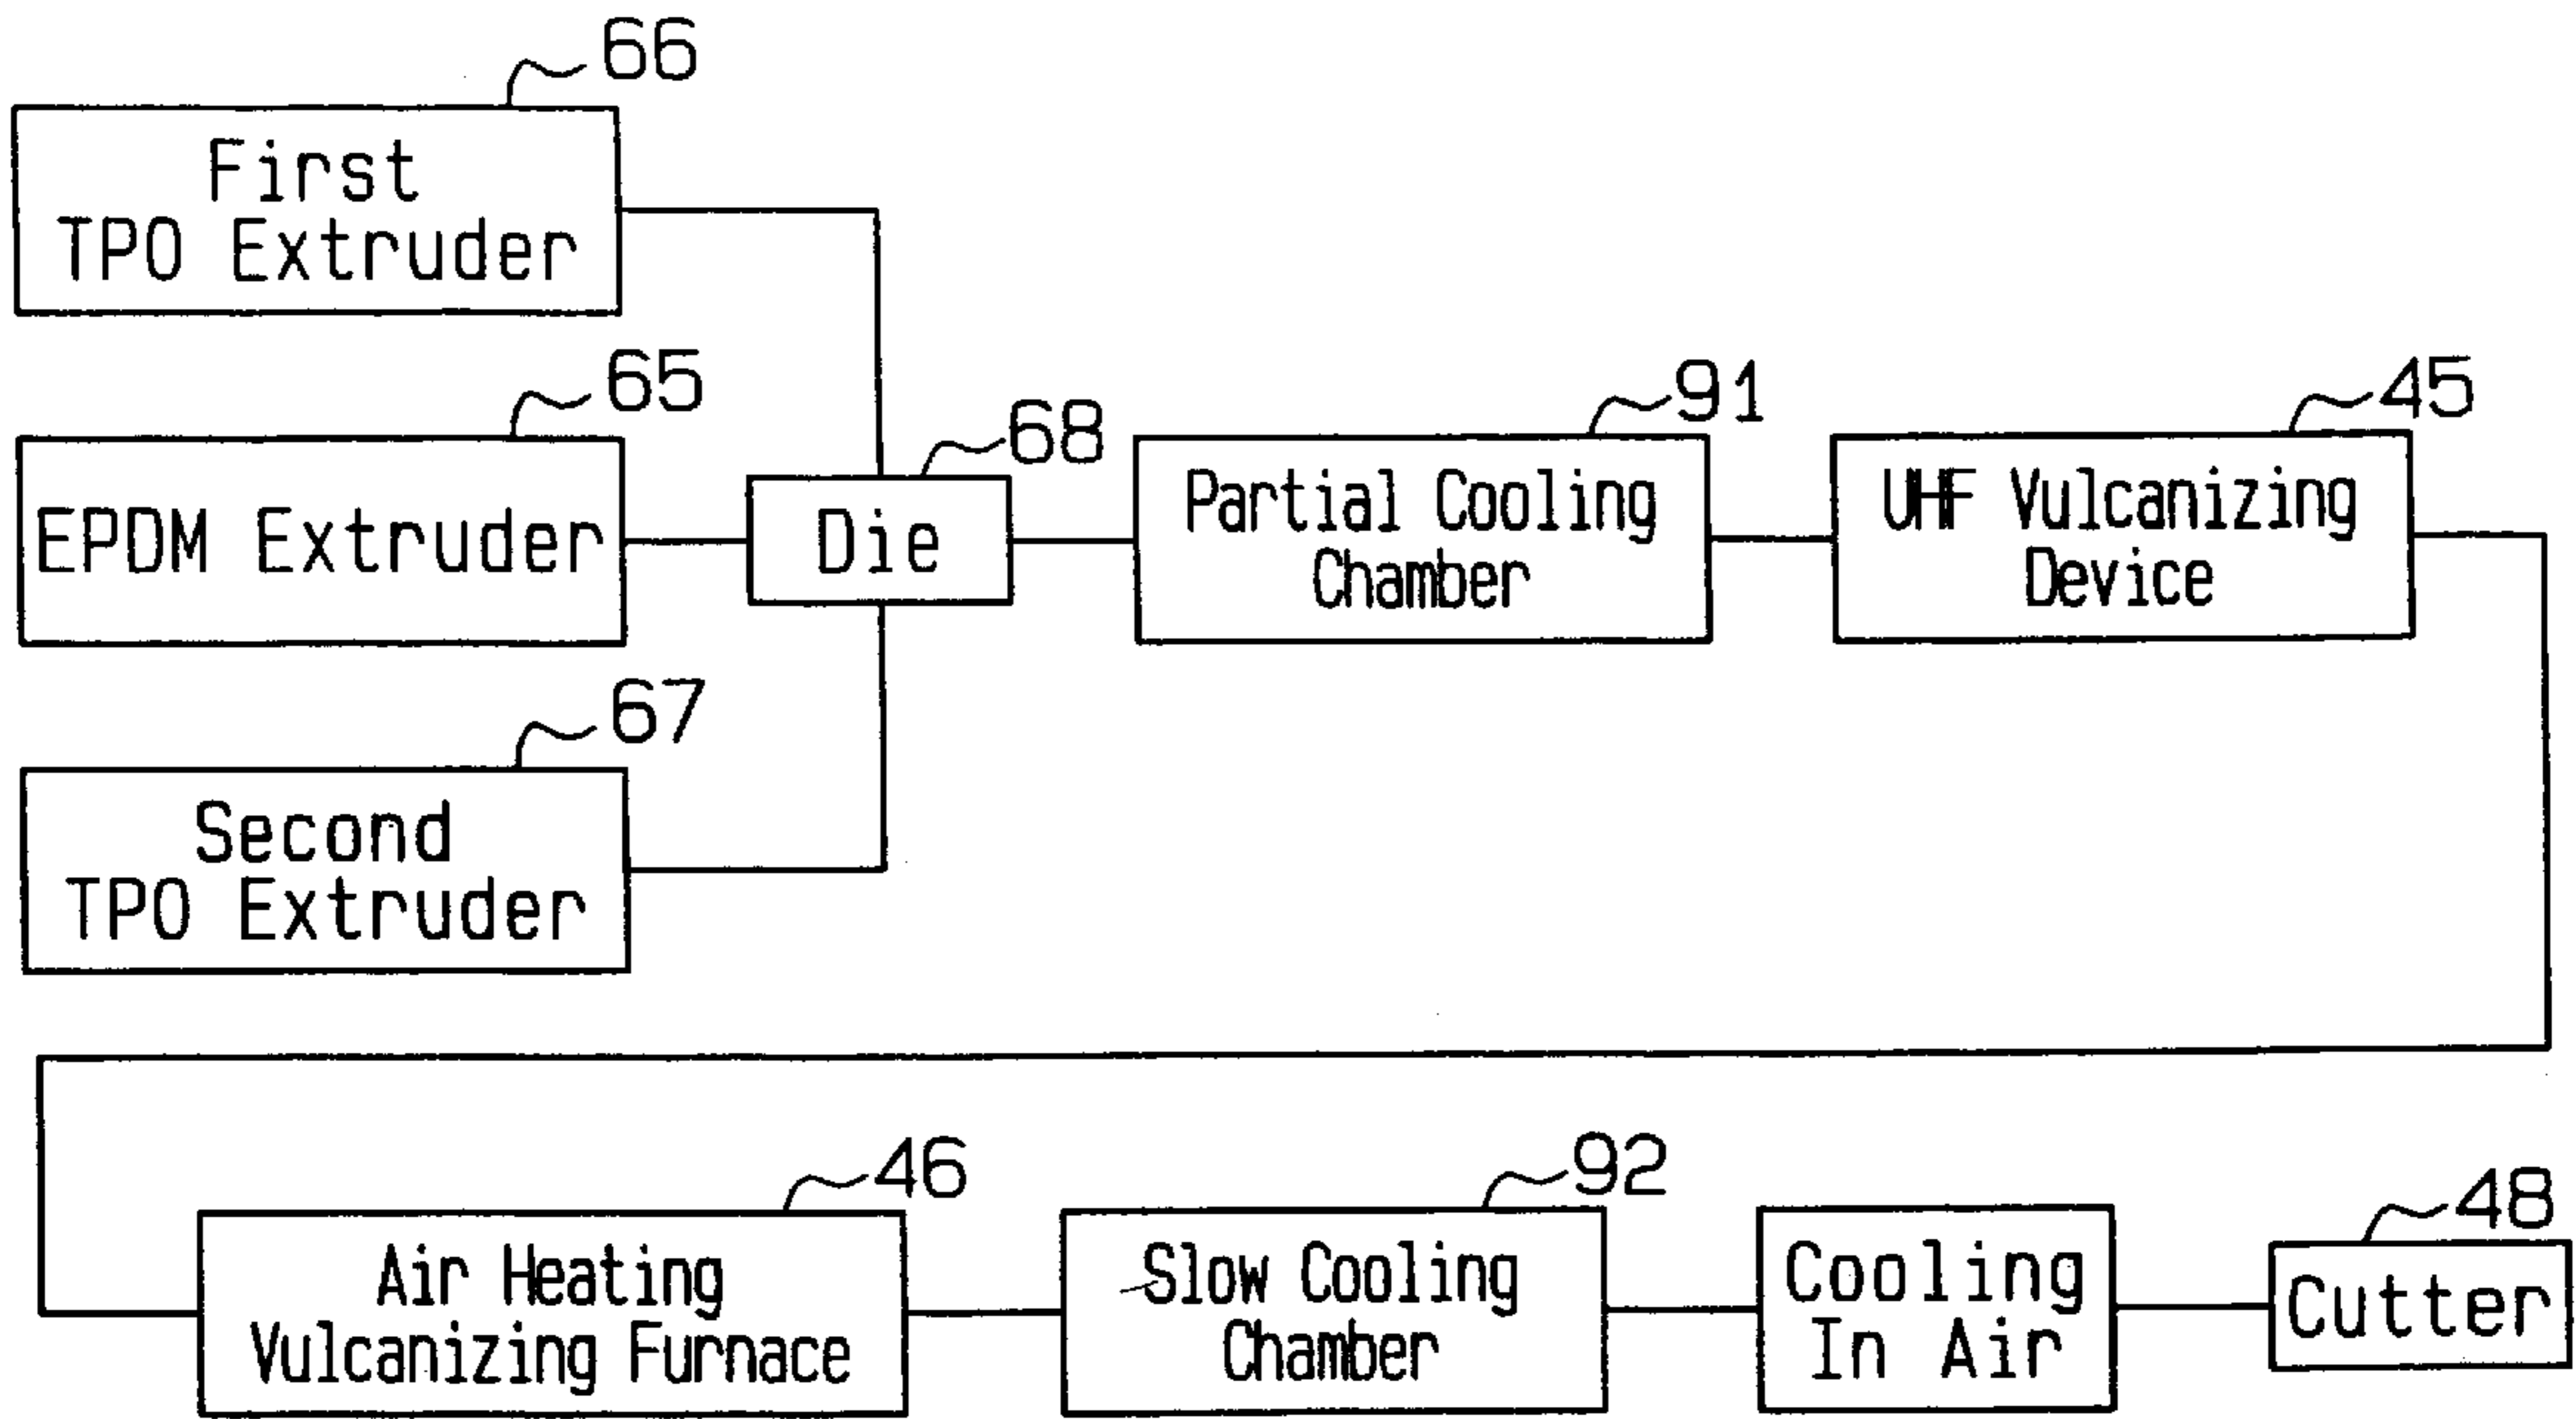 66
First
TPO Extruder
65
EPDM Extruder
68
Die
91
Partial Cooling
Chamber
45
UHF Vulcanizing
Device
67
Second
TPO Extruder
46
Air Heating
Vulcanizing Furnace
92
Slow Cooling
Chamber
Cooling
In Air
48
Cutter